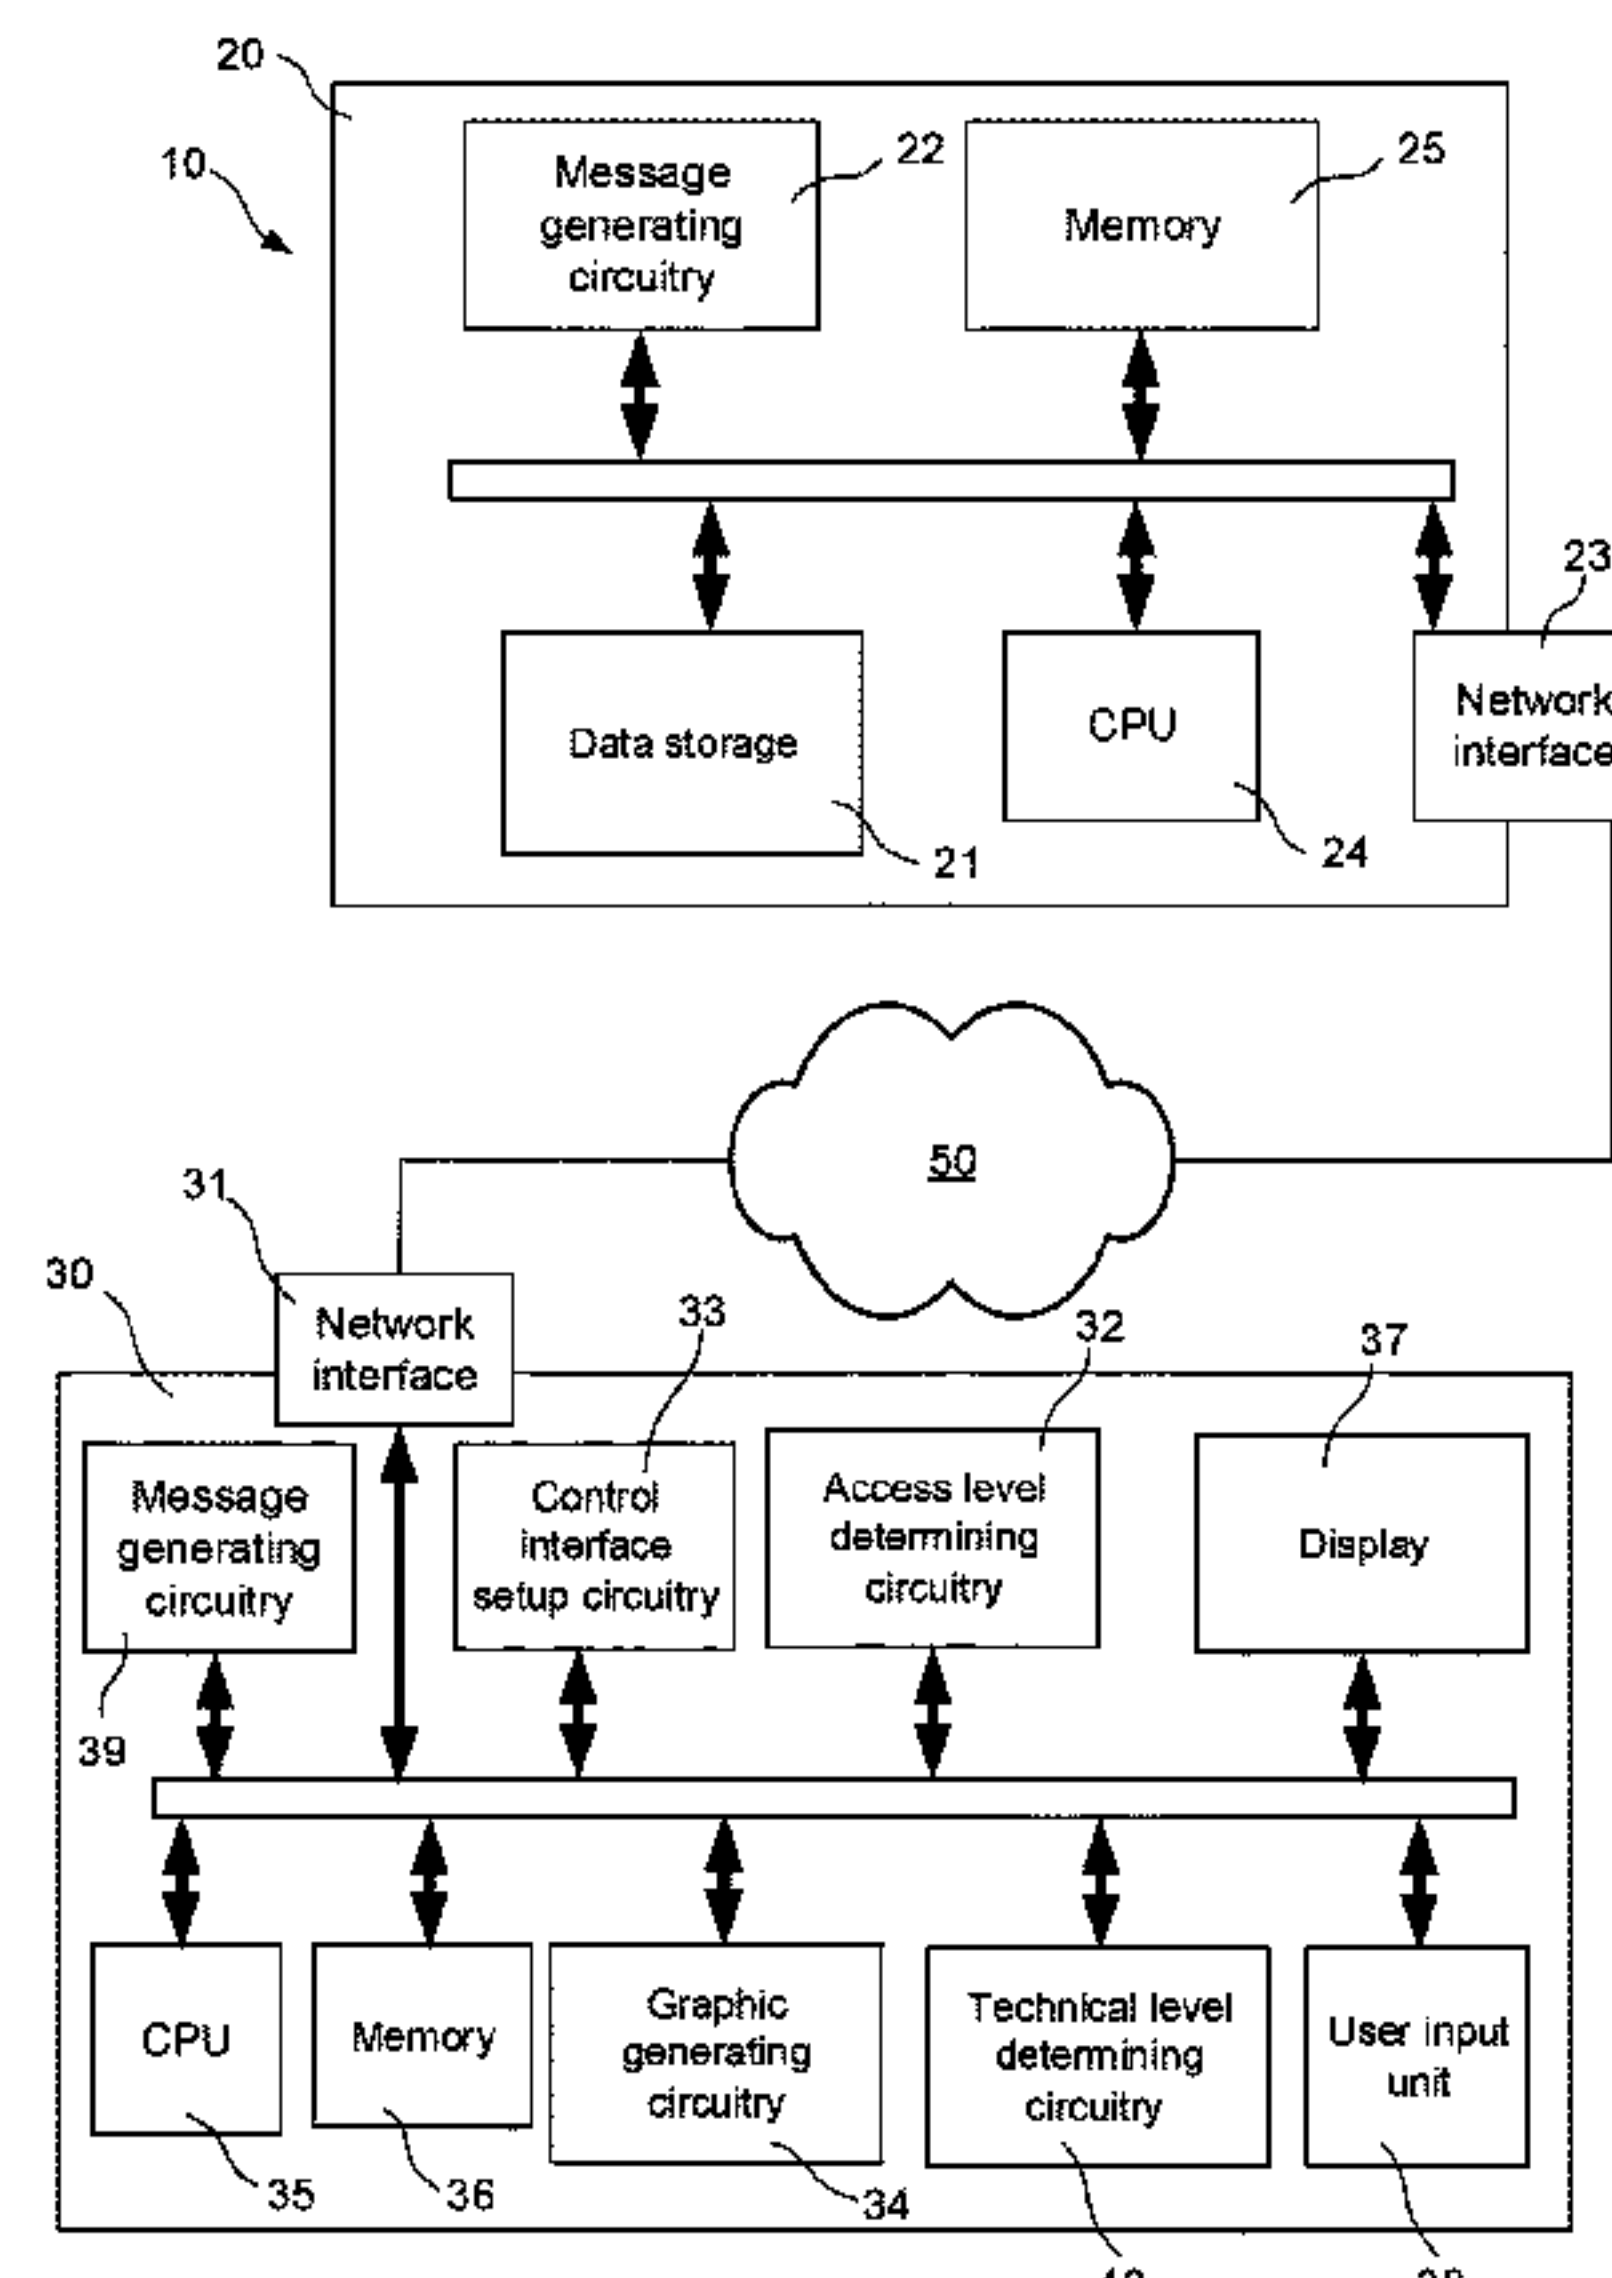 20
10
Message
generating
circuitry
22
Memory
25
23
Network
interface
Data storage
21
CPU
24
50
31
30
Network
interface
33
32
37
Message
generating
circuitry
39
Control
interface
setup circuitry
Access level
determining
circuitry
Display
CPU
35
Memory
36
Graphic
generating
circuitry
34
Technical level
determining
circuitry
User input
unit